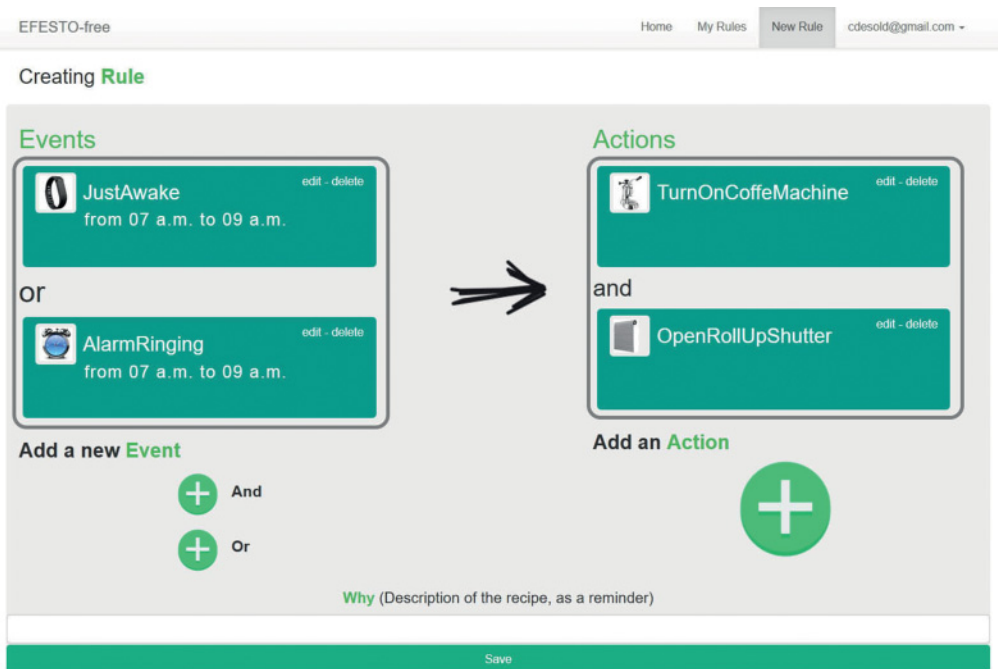 EFESTO-free
Home My Rules New Rule cdesold@gmail.com
Creating Rule
Events
JustAwake
edit - delete
from 07 a.m. to 09 a.m.
or
AlarmRinging
edit - delete
from 07 a.m. to 09 a.m.
Add a new Event
And
Or
Actions
TurnOnCoffeMachine
edit - delete
and
OpenRollUpShutter
edit - delete
Add an Action
Why (Description of the recipe, as a reminder)
Save